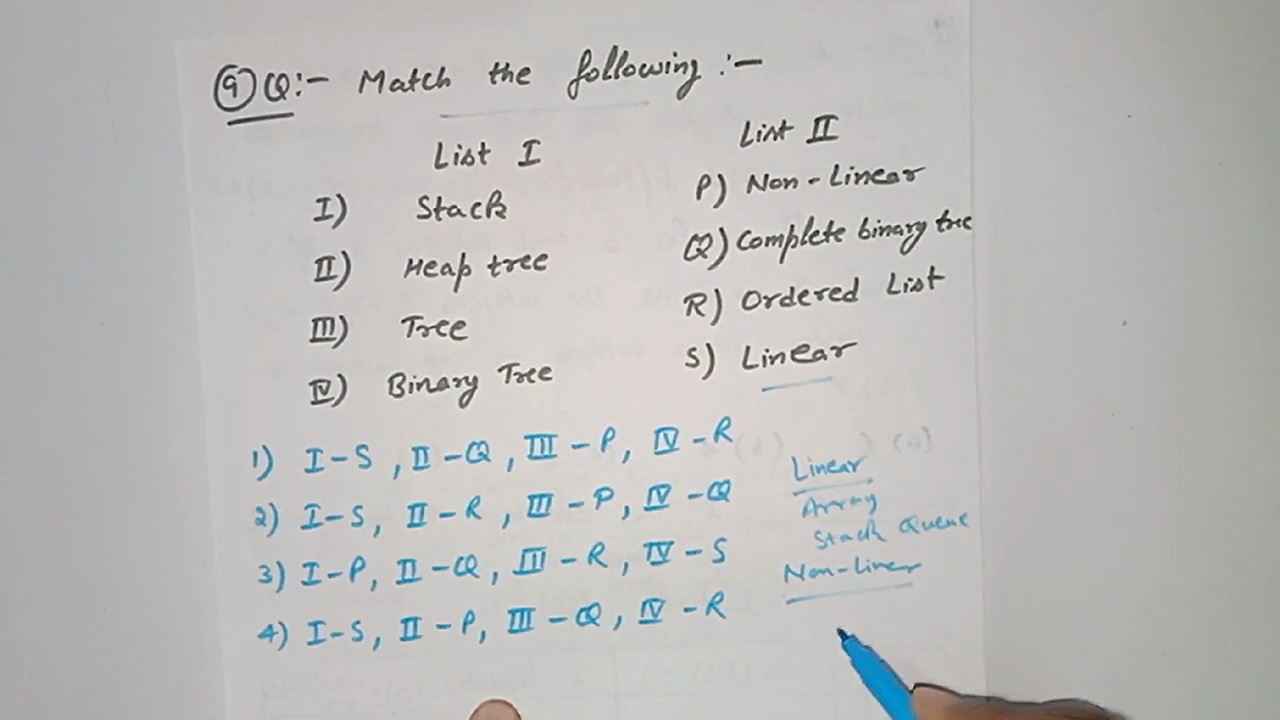 9) Q:- Match the following :-
List I
List II
I) Stack
P) Non-Linear
II) Heap tree
Q) Complete binary tree
III) Tree
R) Ordered List
IV) Binary Tree
S) Linear
1) I-S, II-Q, III-P, IV-R
2) I-S, II-R, III-P, IV-Q
3) I-P, II-Q, III-R, IV-S
4) I-S, II-P, III-Q, IV-R
Linear
Array
Stack Queue
Non-Linear